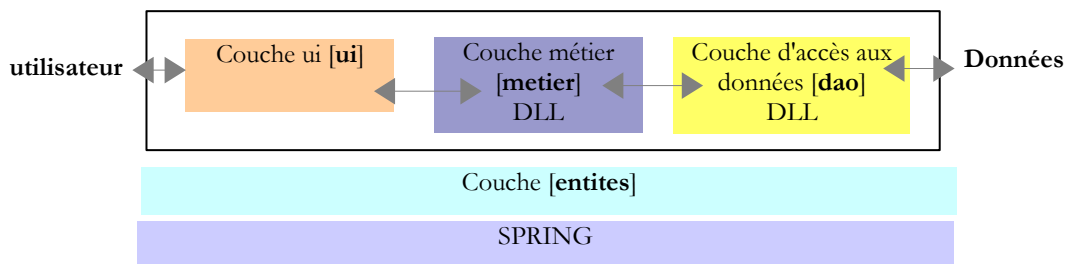 utilisateur
Couche ui [ui]
Couche métier
[metier]
DLL
Couche d'accès aux
données [dao]
DLL
Données
Couche [entites]
SPRING